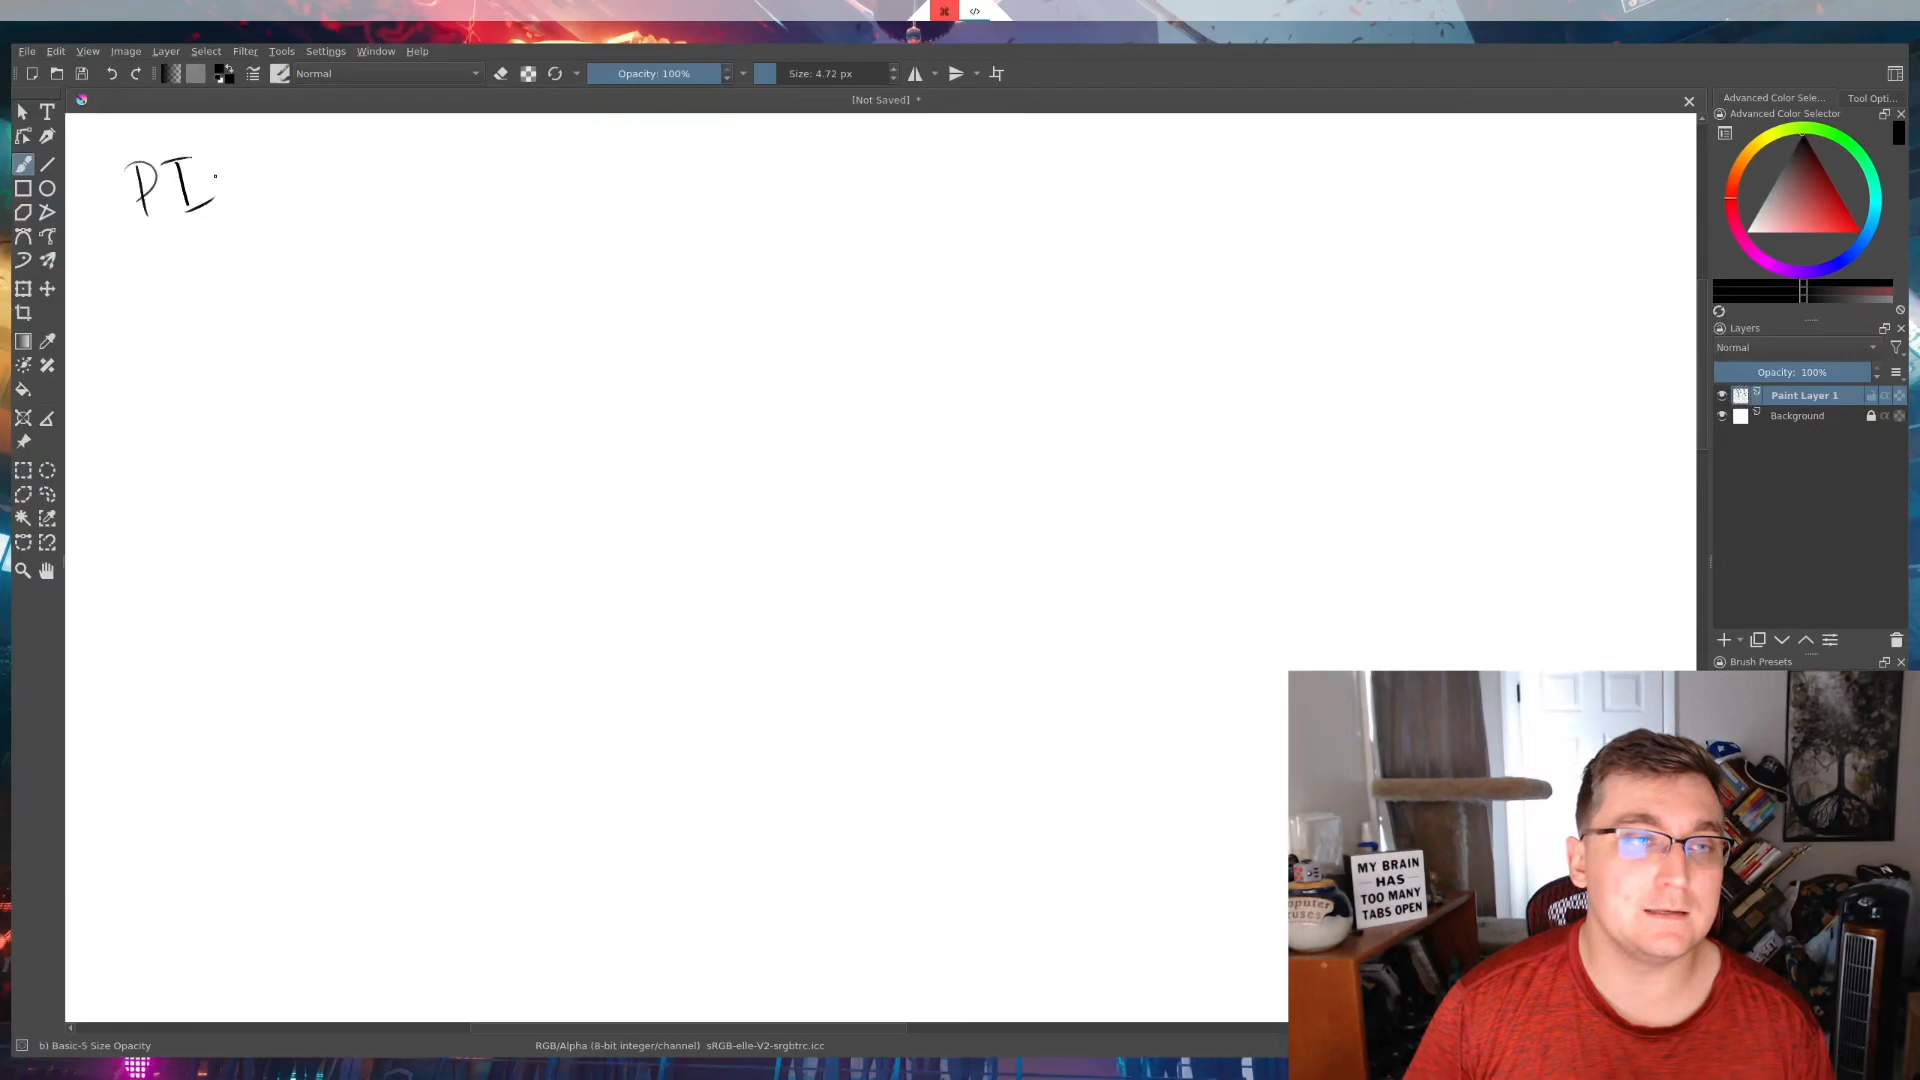 ⌘ </>
File Edit View Image Layer Select Filter Tools Settings Window Help
Normal Opacity: 100% Size: 4.72 px
[Not Saved] *
Advanced Color Sele... Tool Opti...
Advanced Color Selector
PI
Layers
Normal
Opacity: 100%
Paint Layer 1
Background
Brush Presets
MY BRAIN
HAS
TOO MANY
TABS OPEN
b) Basic-5 Size Opacity RGB/Alpha (8-bit integer/channel) sRGB-elle-V2-srgbtrc.icc